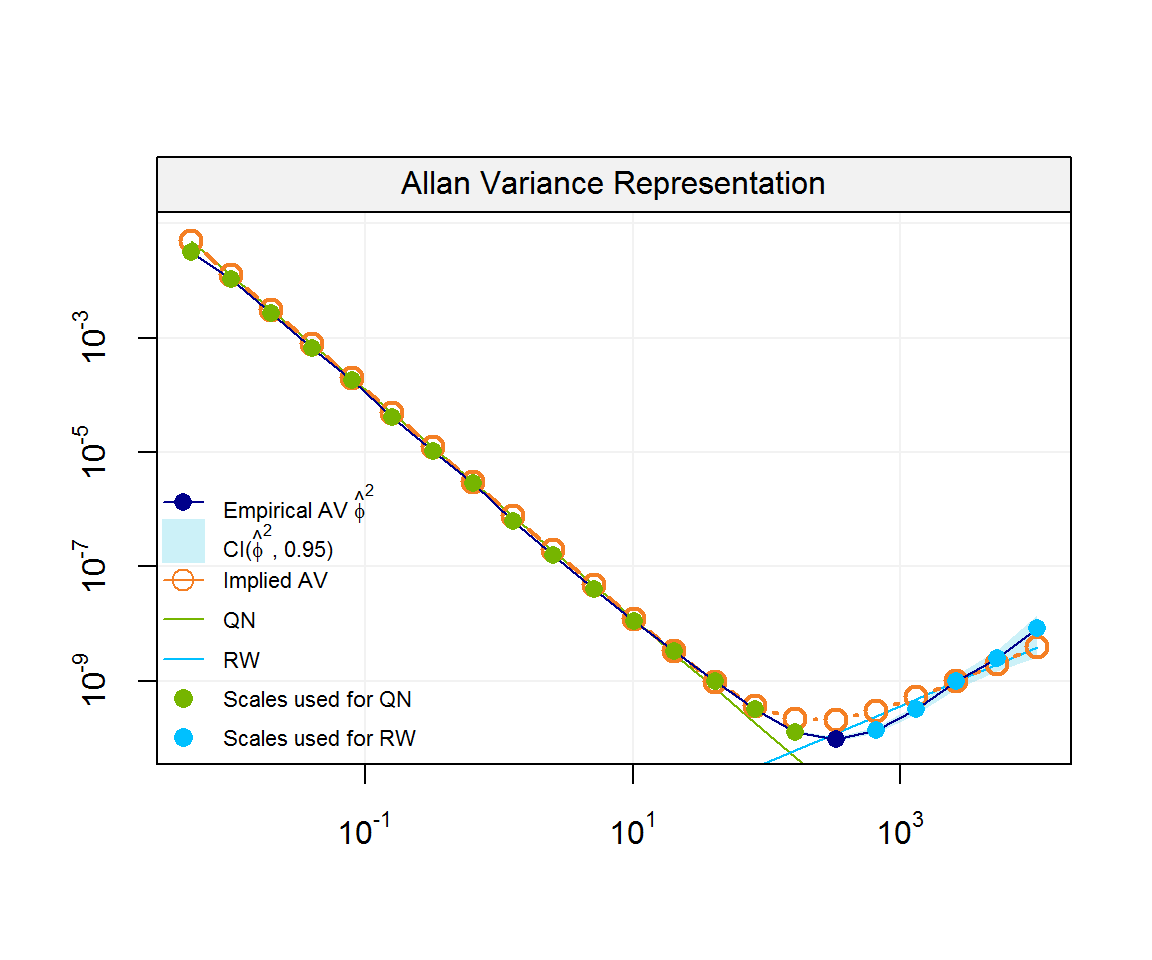 Allan Variance Representation
10^-3
10^-5
10^-7
10^-9
Empirical AV φ̂^2
CI(φ̂^2, 0.95)
Implied AV
QN
RW
Scales used for QN
Scales used for RW
10^-1 10^1 10^3